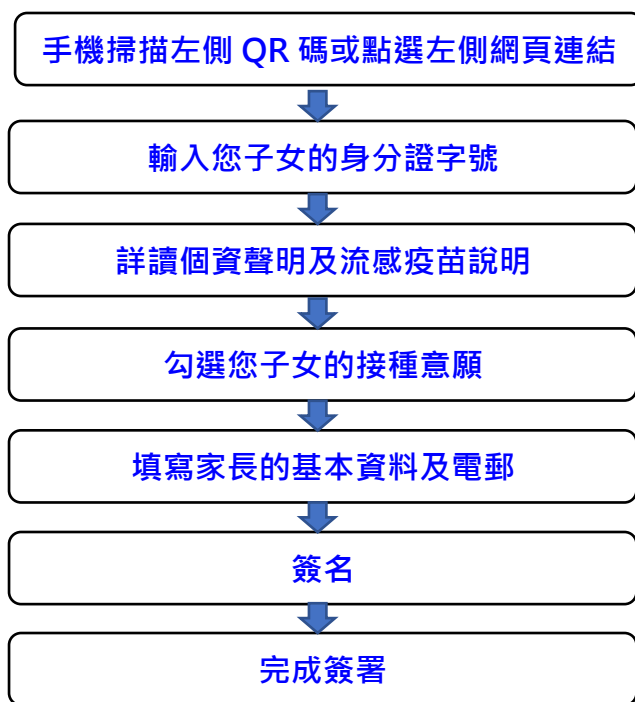 手機掃描左側 QR 碼或點選左側網頁連結
輸入您子女的身分證字號
詳讀個資聲明及流感疫苗說明
勾選您子女的接種意願
填寫家長的基本資料及電郵
簽名
完成簽署